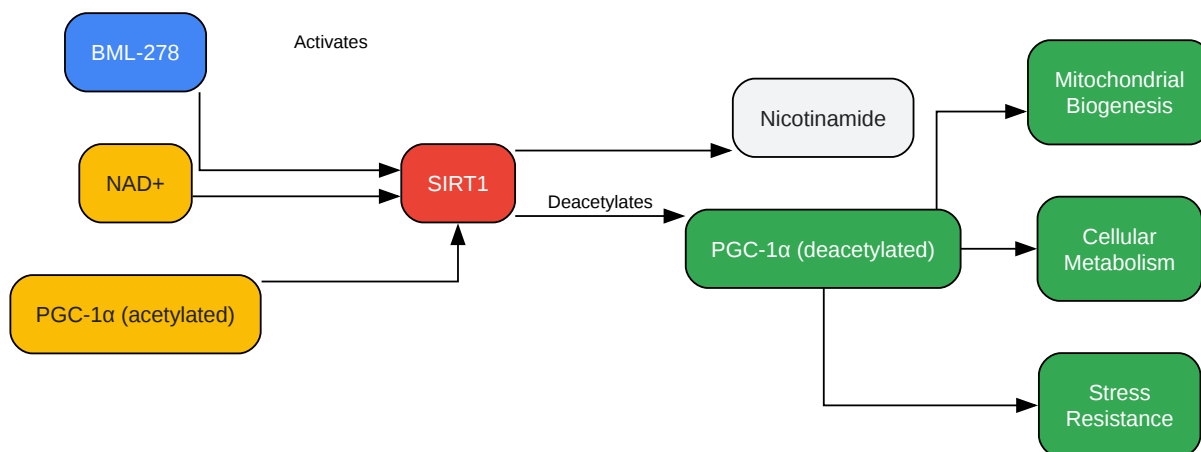 BML-278
Activates
NAD+
PGC-1α (acetylated)
SIRT1
Deacetylates
Nicotinamide
PGC-1α (deacetylated)
Mitochondrial
Biogenesis
Cellular
Metabolism
Stress
Resistance